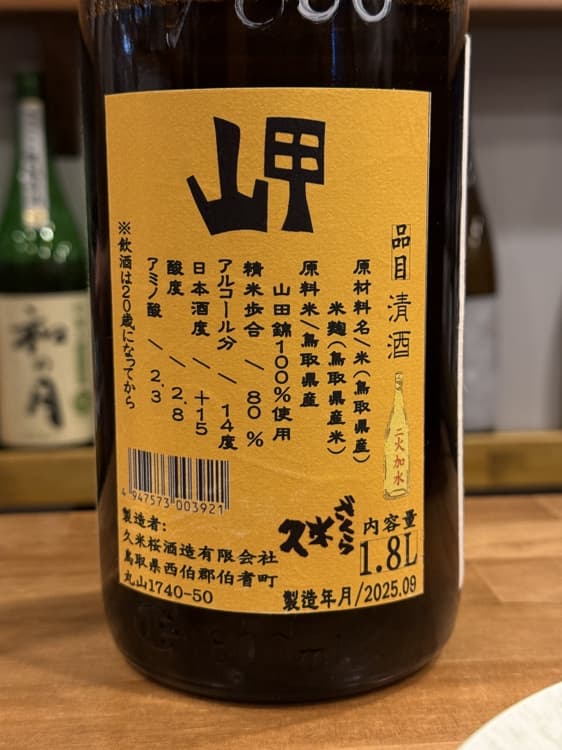 岬
品目 清酒
二火加水
原材料名/米(鳥取県産)
米麹(鳥取県産米)
原料米/鳥取県産
山田錦100%使用
精米歩合 / 80%
アルコール分 / 14度
日本酒度 / +15
酸度 / 2.8
アミノ酸 / 2.3
※飲酒は20歳になってから
4 947573 003921
久米ざくら
内容量
1.8L
製造者:
久米桜酒造有限会社
鳥取県西伯郡伯耆町
丸山1740-50
製造年月/2025.09
和の月